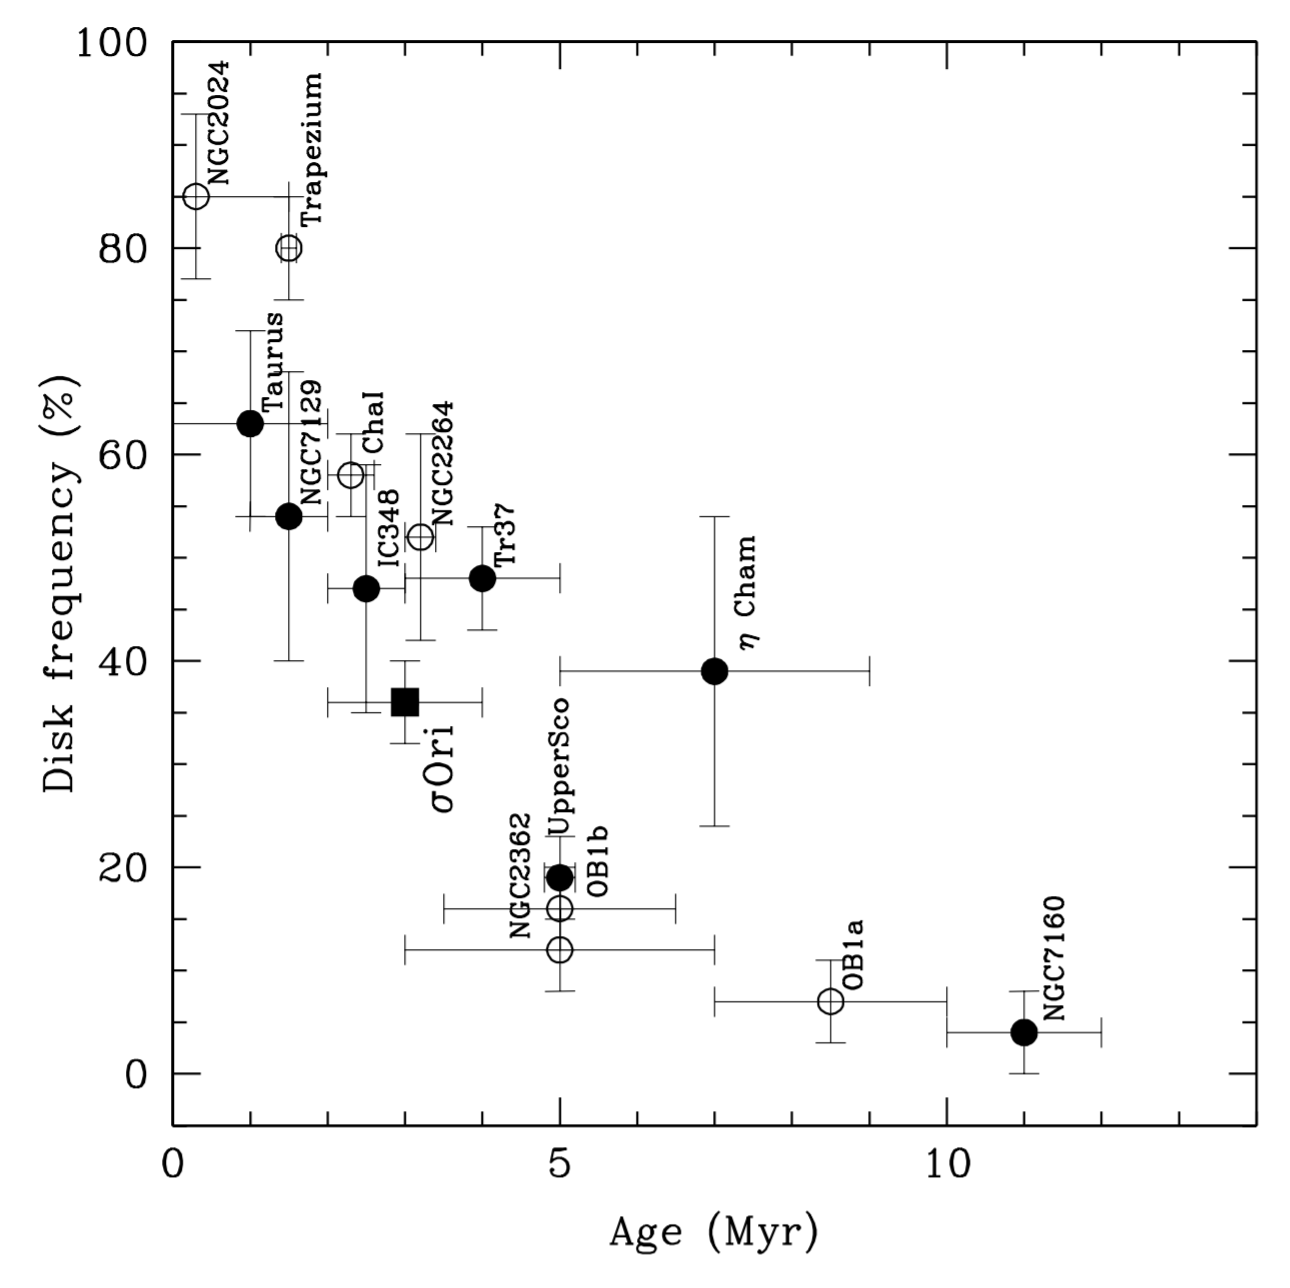 100
80
60
40
20
0
Disk frequency (%)
NGC2024
Trapezium
Taurus
NGC7129
ChaI
IC348
NGC2264
Tr37
σOri
η Cham
UpperSco
NGC2362
OB1b
OB1a
NGC7160
0
5
10
Age (Myr)